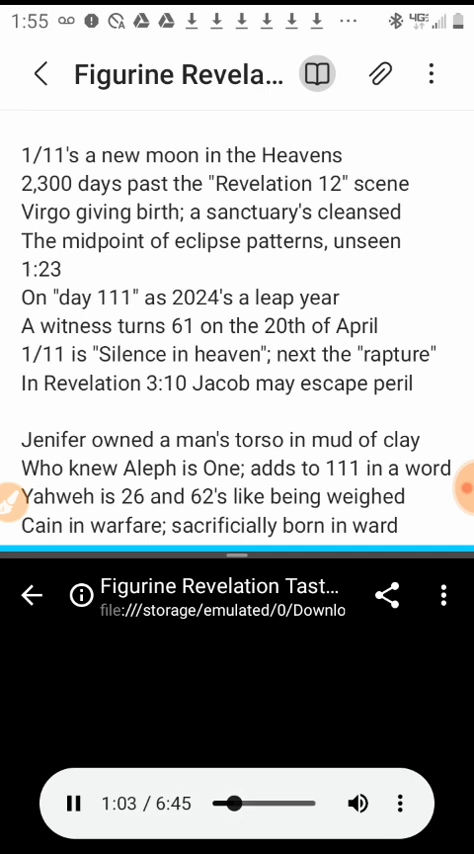 1:55
4G
Figurine Revela...
1/11's a new moon in the Heavens
2,300 days past the "Revelation 12" scene
Virgo giving birth; a sanctuary's cleansed
The midpoint of eclipse patterns, unseen
1:23
On "day 111" as 2024's a leap year
A witness turns 61 on the 20th of April
1/11 is "Silence in heaven"; next the "rapture"
In Revelation 3:10 Jacob may escape peril
Jenifer owned a man's torso in mud of clay
Who knew Aleph is One; adds to 111 in a word
Yahweh is 26 and 62's like being weighed
Cain in warfare; sacrificially born in ward
Figurine Revelation Tast...
file:///storage/emulated/0/Downlo
1:03 / 6:45